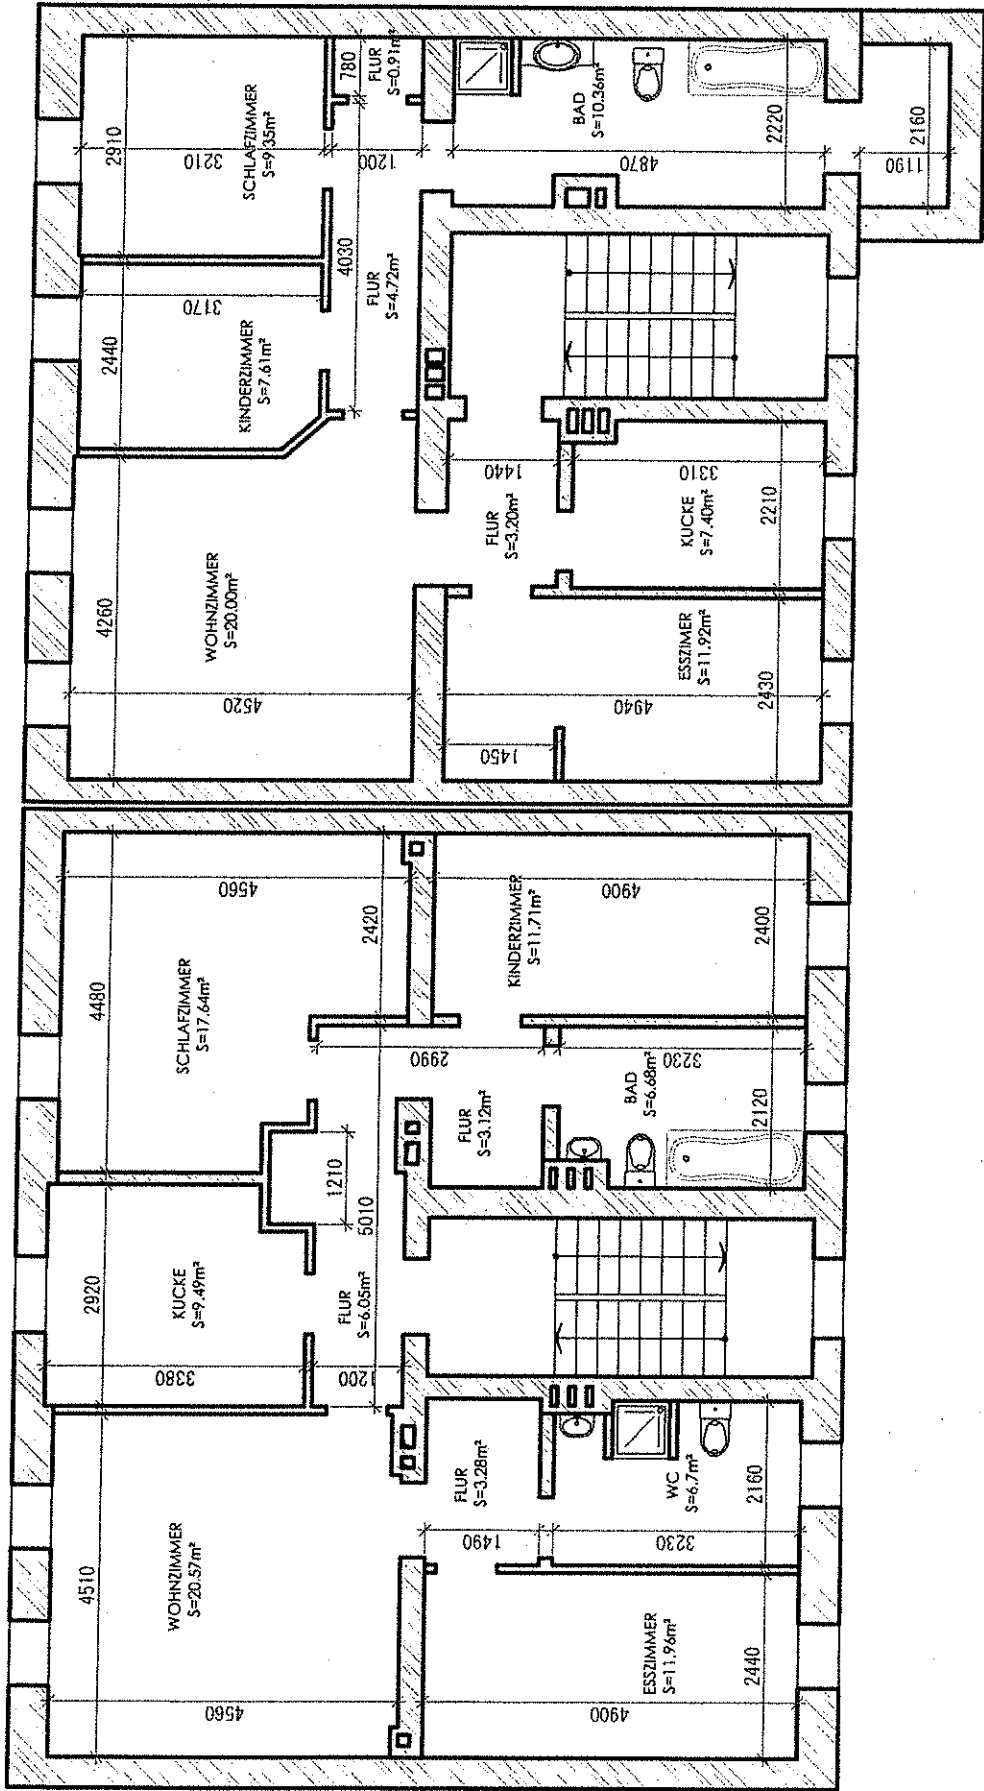 2910
3210
SCHLAFZIMMER
S=9.35m²
780
FLUR
S=0.91m²
1200
BAD
S=10.36m²
4870
2220
2160
1190
2440
3170
KINDERZIMMER
S=7.61m²
4030
FLUR
S=4.72m²
4260
WOHNZIMMER
S=20.00m²
4520
1440
FLUR
S=3.20m²
3310
KUCKE
S=7.40m²
2210
1450
4940
ESSZIMER
S=11.92m²
2430
4480
SCHLAFZIMMER
S=17.64m²
4560
2420
KINDERZIMMER
S=11.71m²
4900
2400
2990
FLUR
S=3.12m²
3230
BAD
S=6.68m²
2120
1210
5010
2920
KUCKE
S=9.49m²
3380
FLUR
S=6.05m²
1200
4510
WOHNZIMMER
S=20.57m²
4560
FLUR
S=3.28m²
1490
WC
S=6.7m²
3230
2160
ESSZIMMER
S=11.96m²
4900
2440